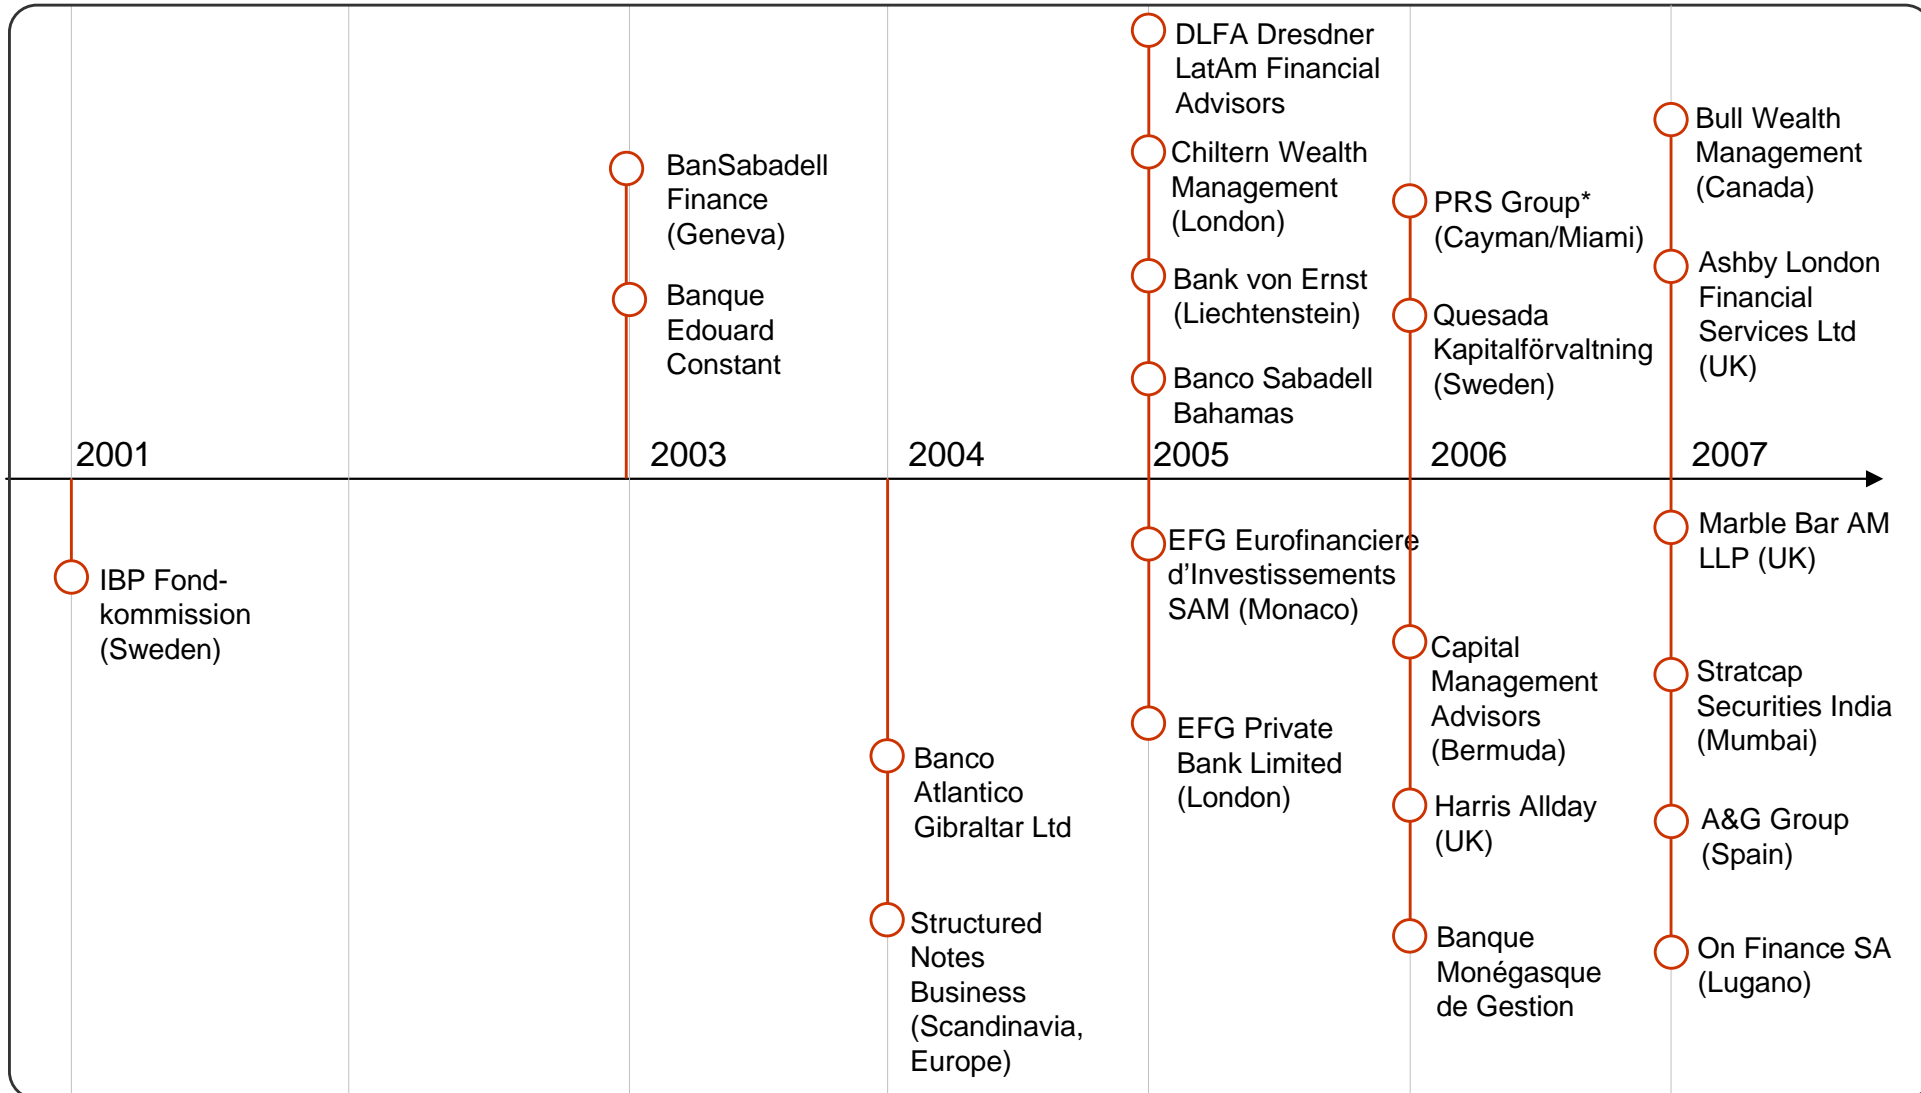 DLFA Dresdner
LatAm Financial
Advisors
Bull Wealth
Management
(Canada)
BanSabadell
Finance
(Geneva)
Chiltern Wealth
Management
(London)
PRS Group*
(Cayman/Miami)
Ashby London
Financial
Services Ltd
(UK)
Banque
Edouard
Constant
Bank von Ernst
(Liechtenstein)
Quesada
Kapitalförvaltning
(Sweden)
Banco Sabadell
Bahamas
2001
2003
2004
2005
2006
2007
IBP Fond-
kommission
(Sweden)
EFG Eurofinanciere
d’Investissements
SAM (Monaco)
Marble Bar AM
LLP (UK)
Capital
Management
Advisors
(Bermuda)
Stratcap
Securities India
(Mumbai)
EFG Private
Bank Limited
(London)
Banco
Atlantico
Gibraltar Ltd
Harris Allday
(UK)
A&G Group
(Spain)
Structured
Notes
Business
(Scandinavia,
Europe)
Banque
Monégasque
de Gestion
On Finance SA
(Lugano)